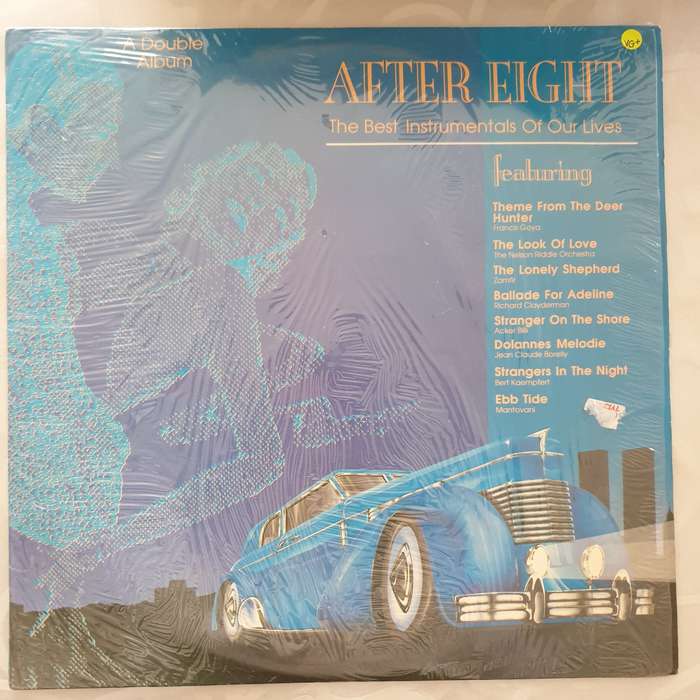 A Double
Album
VG+
AFTER EIGHT
The Best Instrumentals Of Our Lives
featuring
Theme From The Deer
Hunter
Francis Goya
The Look Of Love
The Nelson Riddle Orchestra
The Lonely Shepherd
Zamfir
Ballade For Adeline
Richard Clayderman
Stranger On The Shore
Acker Bilk
Dolannes Melodie
Jean Claude Borelly
Strangers In The Night
Bert Kaempfert
Ebb Tide
Mantovani